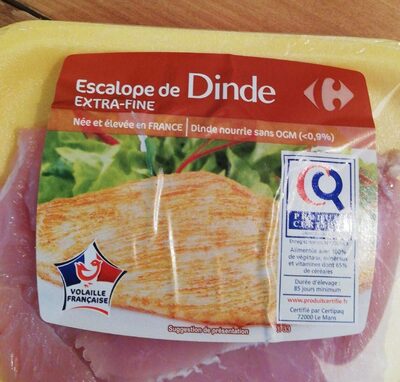 Escalope de Dinde
EXTRA-FINE
Née et élevée en FRANCE | Dinde nourrie sans OGM (<0,9%)
Alimentée avec 100%
de végétaux, minéraux
et vitamines dont 65%
de céréales
Durée d'élevage :
85 jours minimum
www.produitcertifie.fr
Certifié par Certipaq
72000 Le Mans
VOLAILLE
FRANÇAISE
Suggestion de présentation